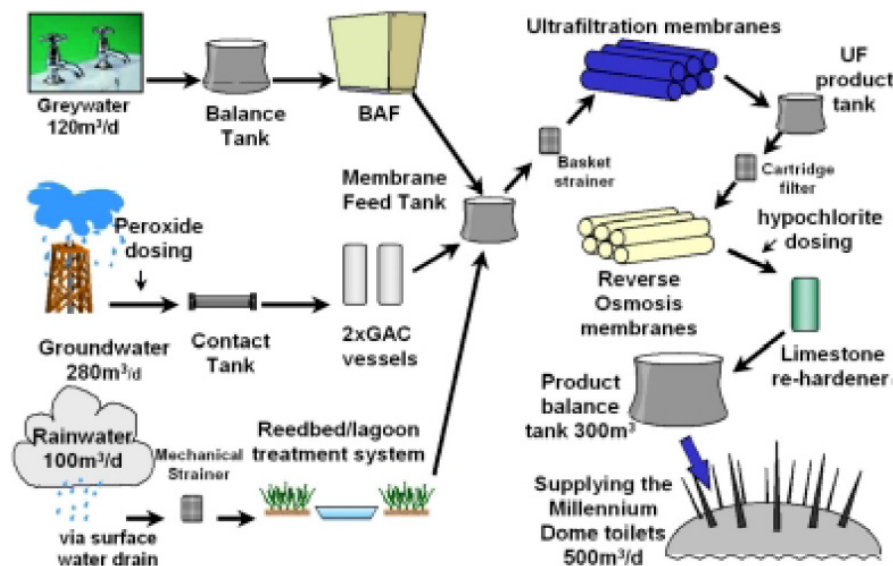 Greywater
120m³/d
Balance
Tank
BAF
Membrane
Feed Tank
Ultrafiltration membranes
Basket
strainer
UF
product
tank
Cartridge
filter
hypochlorite
dosing
Reverse
Osmosis
membranes
Limestone
re-hardener
Peroxide
dosing
Groundwater
280m³/d
Contact
Tank
2xGAC
vessels
Rainwater
100m³/d
via surface
water drain
Mechanical
Strainer
Reedbed/lagoon
treatment system
Product
balance
tank 300m³
Supplying the
Millennium
Dome toilets
500m³/d